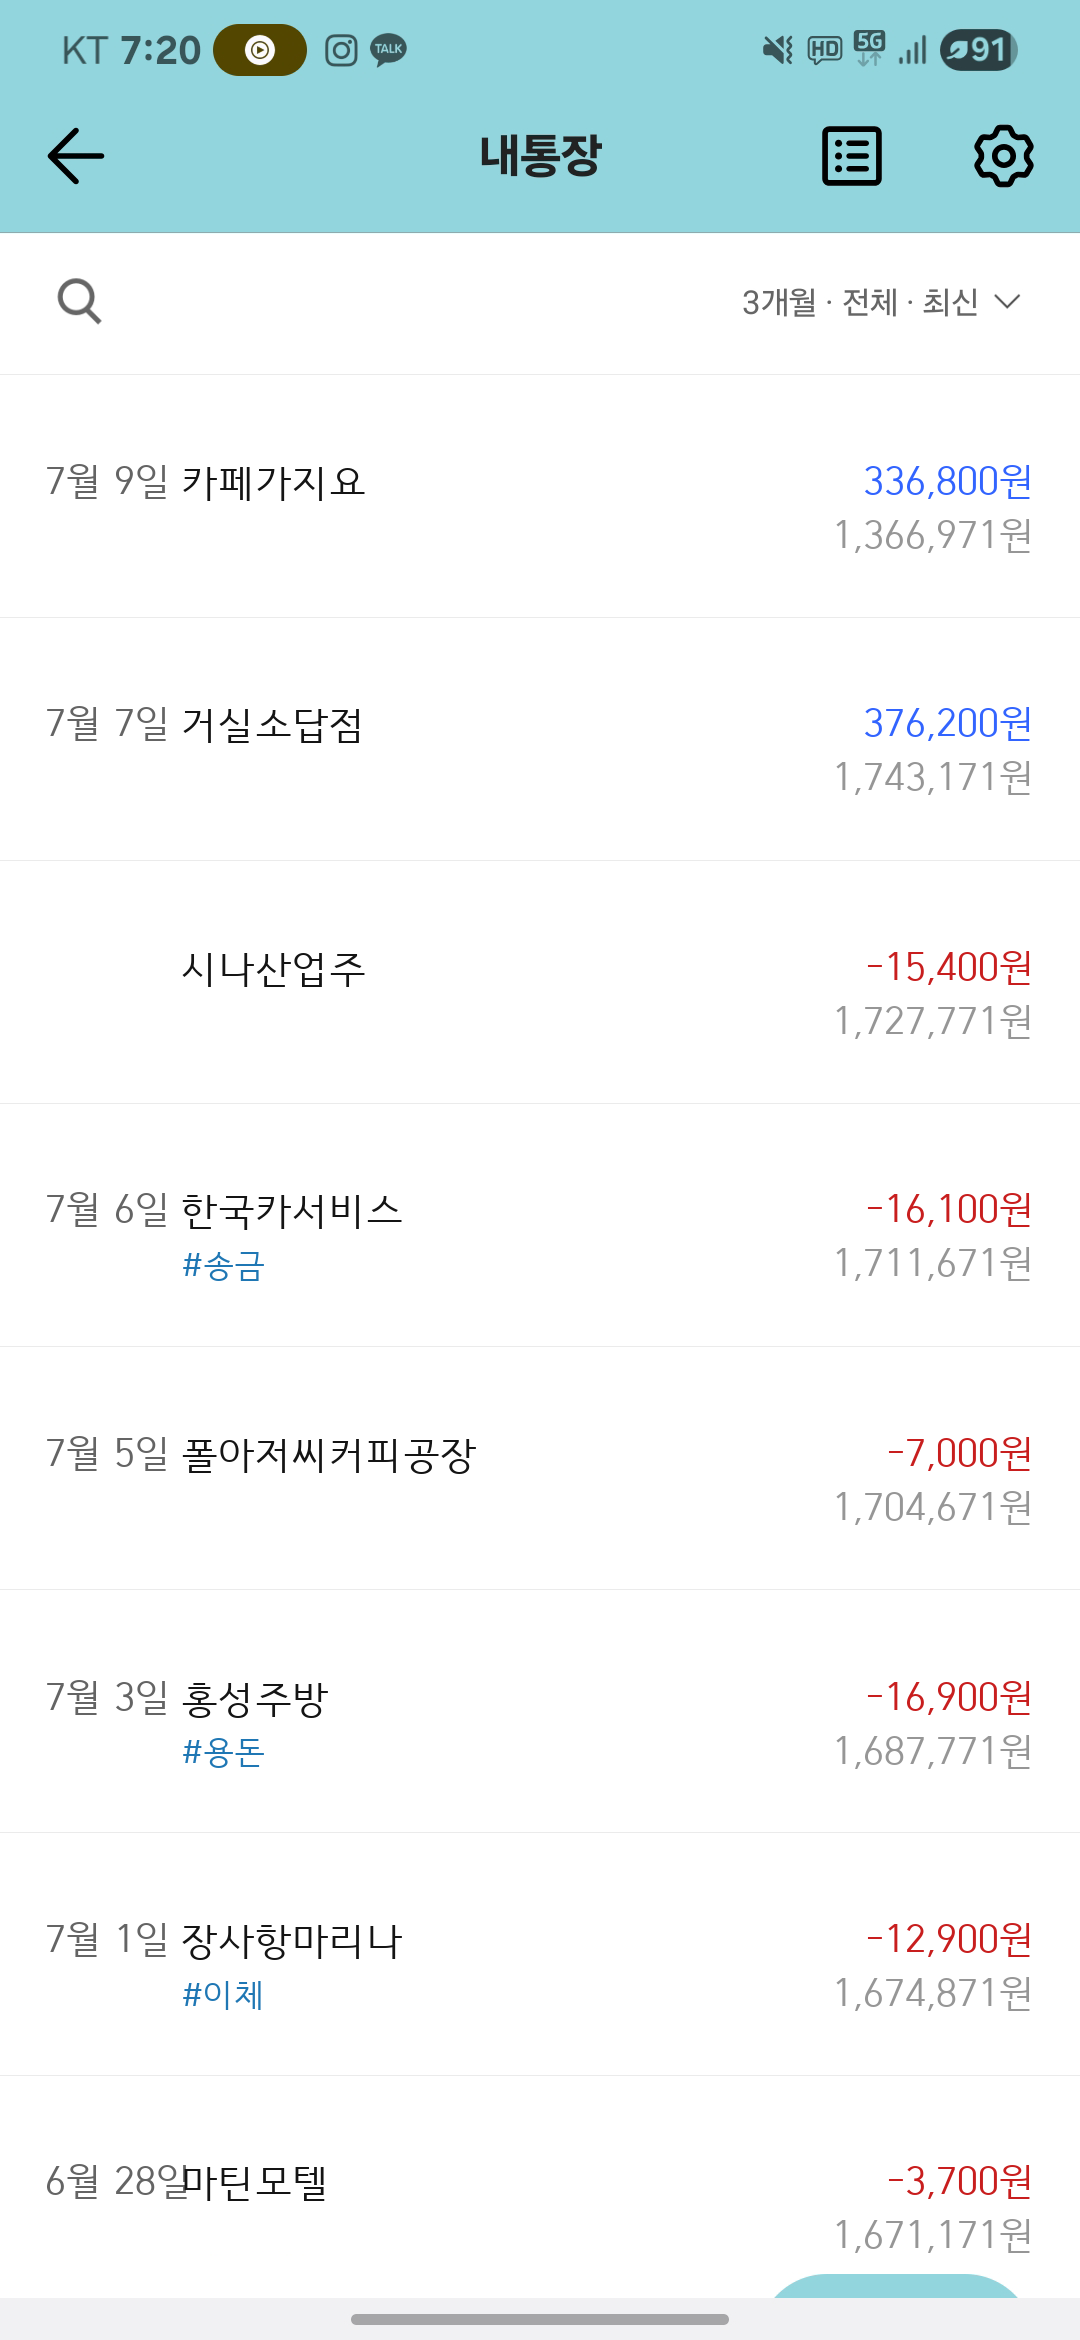 KT 7:20 TALK HD 5G 91
내통장
3개월 · 전체 · 최신
7월 9일 카페가지요 336,800원
1,366,971원
7월 7일 거실소답점 376,200원
1,743,171원
시나산업주 -15,400원
1,727,771원
7월 6일 한국카서비스 -16,100원
#송금 1,711,671원
7월 5일 폴아저씨커피공장 -7,000원
1,704,671원
7월 3일 홍성주방 -16,900원
#용돈 1,687,771원
7월 1일 장사항마리나 -12,900원
#이체 1,674,871원
6월 28일 마틴모텔 -3,700원
1,671,171원